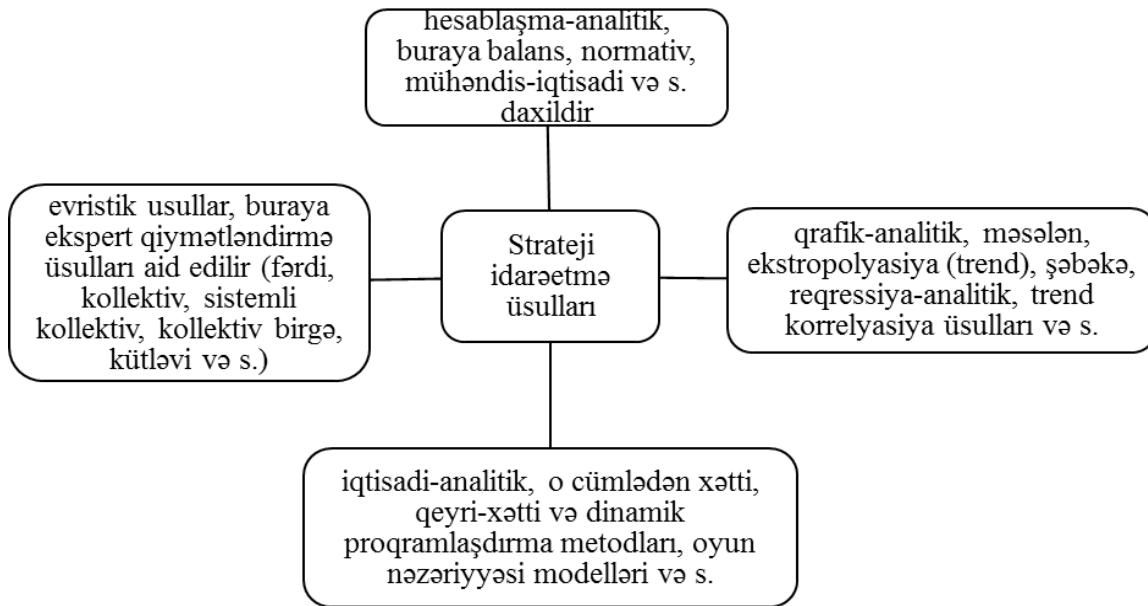 hesablaşma-analitik,
buraya balans, normativ,
mühəndis-iqtisadi və s.
daxildir
evristik usullar, buraya
ekspert qiymətləndirmə
üsulları aid edilir (fərdi,
kollektiv, sistemli
kollektiv, kollektiv birgə,
kütləvi və s.)
Strateji
idarəetmə
üsulları
qrafik-analitik, məsələn,
ekstropolyasiya (trend), şəbəkə,
reqressiya-analitik, trend
korrelyasiya üsulları və s.
iqtisadi-analitik, o cümlədən xətti,
qeyri-xətti və dinamik
proqramlaşdırma metodları, oyun
nəzəriyyəsi modelləri və s.